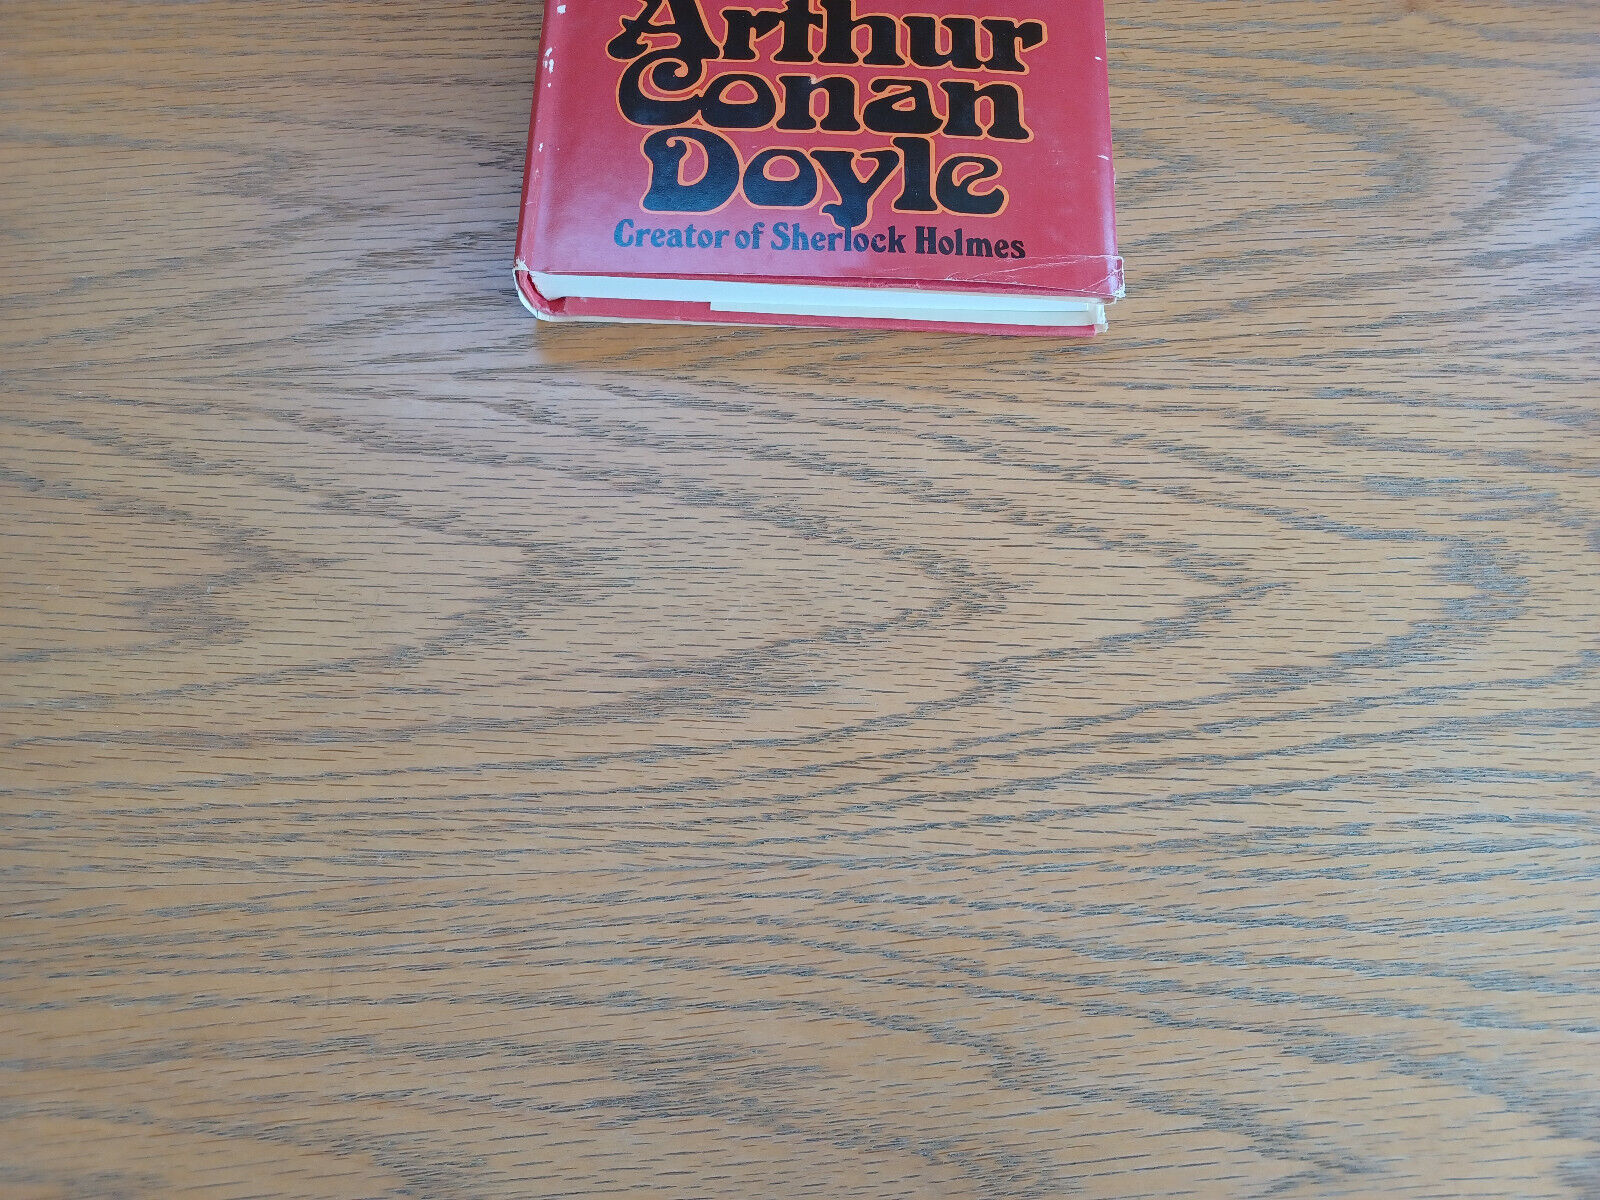 Arthur
Conan
Doyle
Creator of Sherlock Holmes